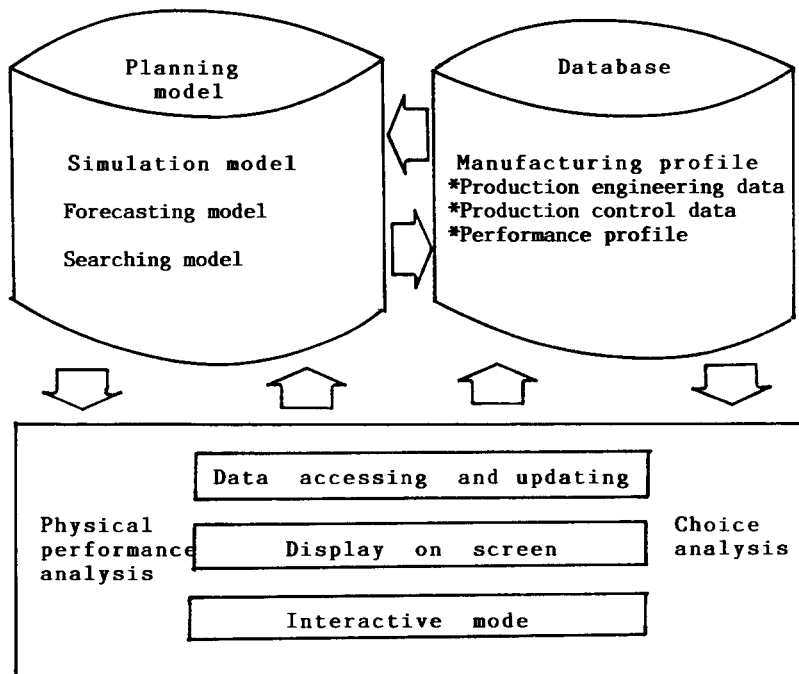 Planning
model
Simulation model
Forecasting model
Searching model
Database
Manufacturing profile
*Production engineering data
*Production control data
*Performance profile
Data accessing and updating
Physical
performance
analysis
Display on screen
Choice
analysis
Interactive mode